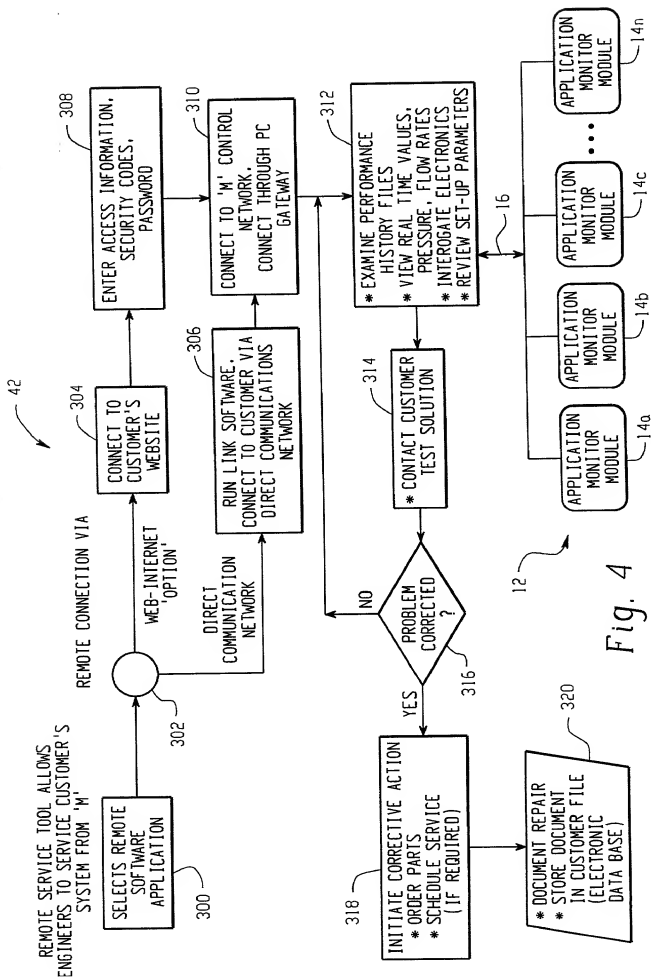 42
REMOTE SERVICE TOOL ALLOWS
ENGINEERS TO SERVICE CUSTOMER'S
SYSTEM FROM 'M'
SELECTS REMOTE
SOFTWARE
APPLICATION
300
302
REMOTE CONNECTION VIA
WEB-INTERNET
'OPTION'
DIRECT
COMMUNICATION
NETWORK
304
CONNECT TO
CUSTOMER'S
WEBSITE
306
RUN LINK SOFTWARE,
CONNECT TO CUSTOMER VIA
DIRECT COMMUNICATIONS
NETWORK
308
ENTER ACCESS INFORMATION,
SECURITY CODES,
PASSWORD
310
CONNECT TO 'M' CONTROL
NETWORK,
CONNECT THROUGH PC
GATEWAY
312
* EXAMINE PERFORMANCE
HISTORY FILES
* VIEW REAL TIME VALUES,
PRESSURE, FLOW RATES
* INTEROGATE ELECTRONICS
* REVIEW SET-UP PARAMETERS
314
* CONTACT CUSTOMER
TEST SOLUTION
PROBLEM
CORRECTED
?
316
NO
YES
318
INITIATE CORRECTIVE ACTION
* ORDER PARTS
* SCHEDULE SERVICE
(IF REQUIRED)
320
* DOCUMENT REPAIR
* STORE DOCUMENT
IN CUSTOMER FILE
(ELECTRONIC
DATA BASE)
16
12
APPLICATION
MONITOR
MODULE
14a
APPLICATION
MONITOR
MODULE
14b
APPLICATION
MONITOR
MODULE
14c
•••
APPLICATION
MONITOR
MODULE
14n
Fig. 4